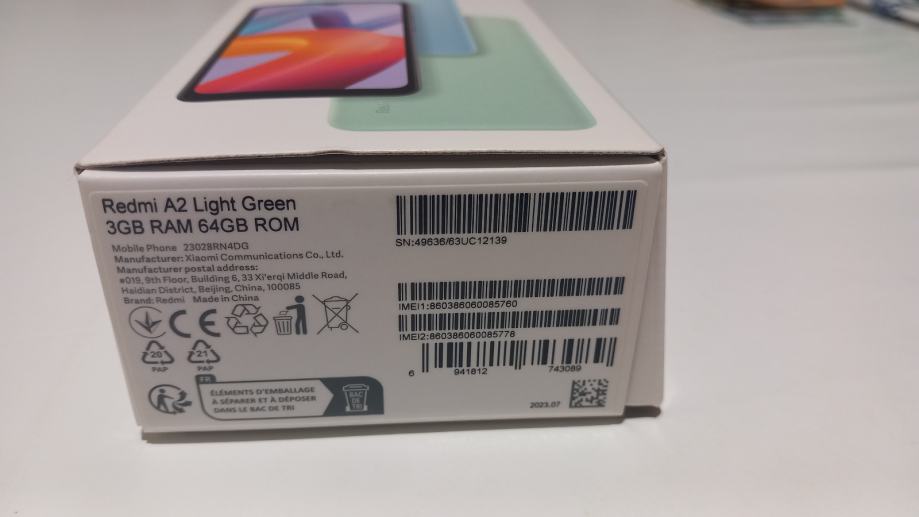 Redmi A2 Light Green
3GB RAM 64GB ROM
Mobile Phone 23028RN4DG
Manufacturer: Xiaomi Communications Co., Ltd.
Manufacturer postal address:
#019, 9th Floor, Building 6, 33 Xi'erqi Middle Road,
Haidian District, Beijing, China, 100085
Brand: Redmi Made in China
CE
20
PAP
21
PAP
FR
ÉLÉMENTS D'EMBALLAGE
À SÉPARER ET À DÉPOSER
DANS LE BAC DE TRI
BAC
DE
TRI
SN:49636/63UC12139
IMEI1:860386060085760
IMEI2:860386060085778
6 941812 743089
2023.07